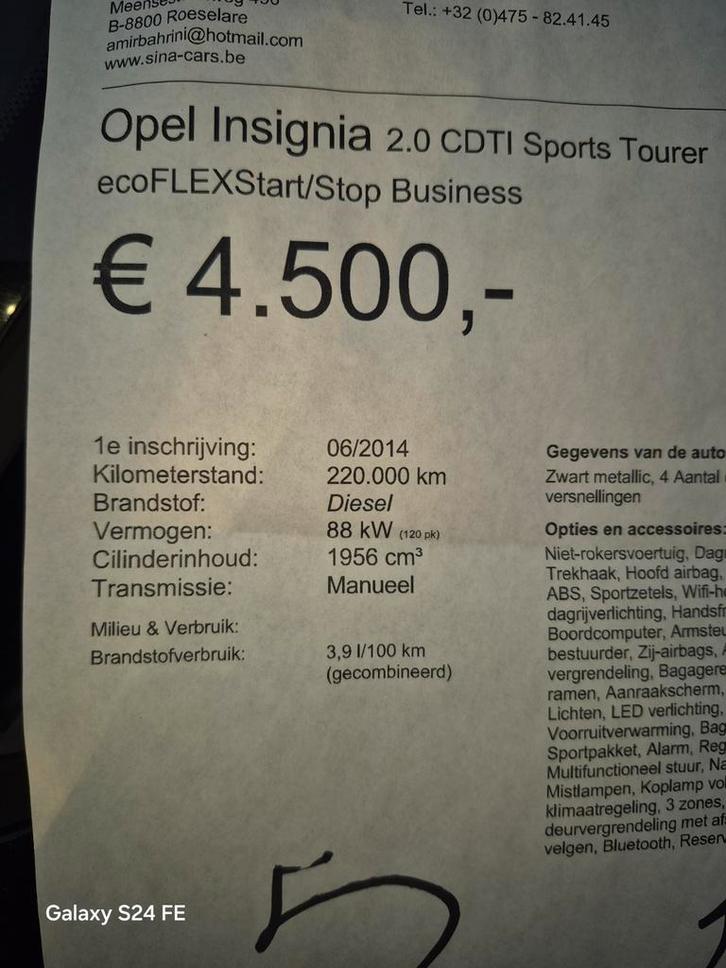 B-8800 Roeselare
amirbahrini@hotmail.com
www.sina-cars.be
Tel.: +32 (0)475 - 82.41.45
Opel Insignia 2.0 CDTI Sports Tourer
ecoFLEXStart/Stop Business
€ 4.500,-
1e inschrijving: 06/2014
Kilometerstand: 220.000 km
Brandstof: Diesel
Vermogen: 88 kW (120 pk)
Cilinderinhoud: 1956 cm³
Transmissie: Manueel
Milieu & Verbruik:
Brandstofverbuik: 3,9 l/100 km
(gecombineerd)
Gegevens van de auto
Zwart metallic, 4 Aantal
versnellingen
Opties en accessoires:
Niet-rokersvoertuig,
Trekhaak, Hoofd airbag,
ABS, Sportzetels,
dagrijverlichting,
Boordcomputer,
bestuurder, Zij-airbags,
vergrendeling,
ramen, Aanraakscherm,
Lichten, LED verlichting,
Voorruitverwarming,
Sportpakket, Alarm,
Multifunctioneel stuur,
Mistlampen, Koplamp
klimaatregeling, 3 zones,
deurvergrendeling met
velgen, Bluetooth,
5
Galaxy S24 FE